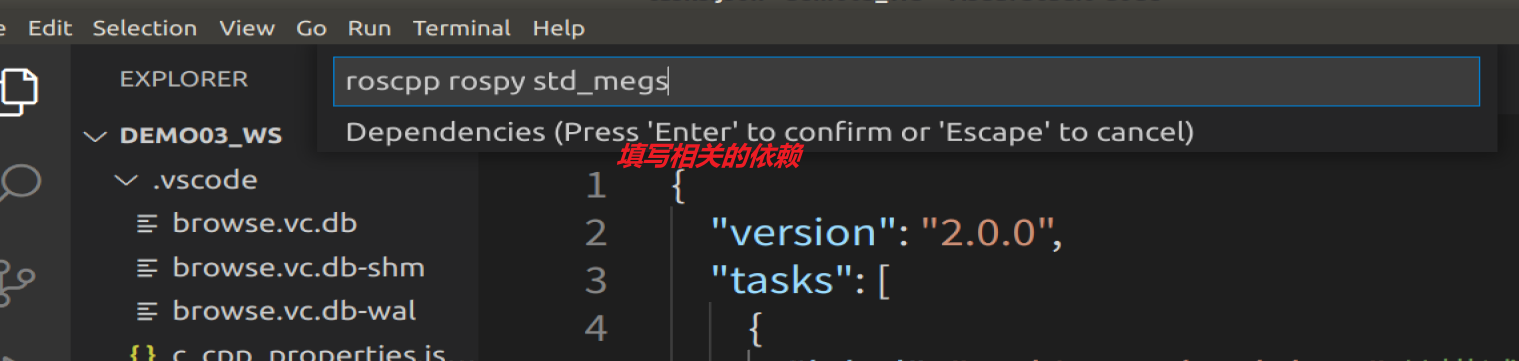 Edit Selection View Go Run Terminal Help
EXPLORER
roscpp rospy std_megs
Dependencies (Press 'Enter' to confirm or 'Escape' to cancel)
填写相关的依赖
DEMO03_WS
.vscode
browse.vc.db
browse.vc.db-shm
browse.vc.db-wal
{} c_cpp_properties.js...
1 {
2 "version": "2.0.0",
3 "tasks": [
4 {